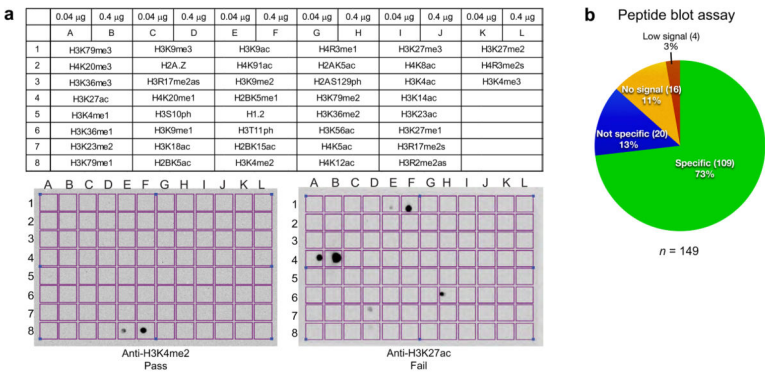 a
0.04 µg 0.4 µg 0.04 µg 0.4 µg 0.04 µg 0.4 µg 0.04 µg 0.4 µg 0.04 µg 0.4 µg 0.04 µg 0.4 µg
A B C D E F G H I J K L
1 H3K79me3 H3K9me3 H3K9ac H4R3me1 H3K27me3 H3K27me2
2 H4K20me3 H2A.Z H4K91ac H2AK5ac H4K8ac H4R3me2s
3 H3K36me3 H3R17me2as H3K9me2 H2AS129ph H3K4ac H3K4me3
4 H3K27ac H4K20me1 H2BK5me1 H3K79me2 H3K14ac
5 H3K4me1 H3S10ph H1.2 H3K36me2 H3K23ac
6 H3K36me1 H3K9me1 H3T11ph H3K56ac H3K27me1
7 H3K23me2 H3K18ac H2BK15ac H4K5ac H3R17me2s
8 H3K79me1 H2BK5ac H3K4me2 H4K12ac H3R2me2as
A B C D E F G H I J K L
1
2
3
4
5
6
7
8
Anti-H3K4me2
Pass
A B C D E F G H I J K L
1
2
3
4
5
6
7
8
Anti-H3K27ac
Fail
b
Peptide blot assay
Low signal (4)
3%
No signal (16)
11%
Not specific (20)
13%
Specific (109)
73%
n = 149